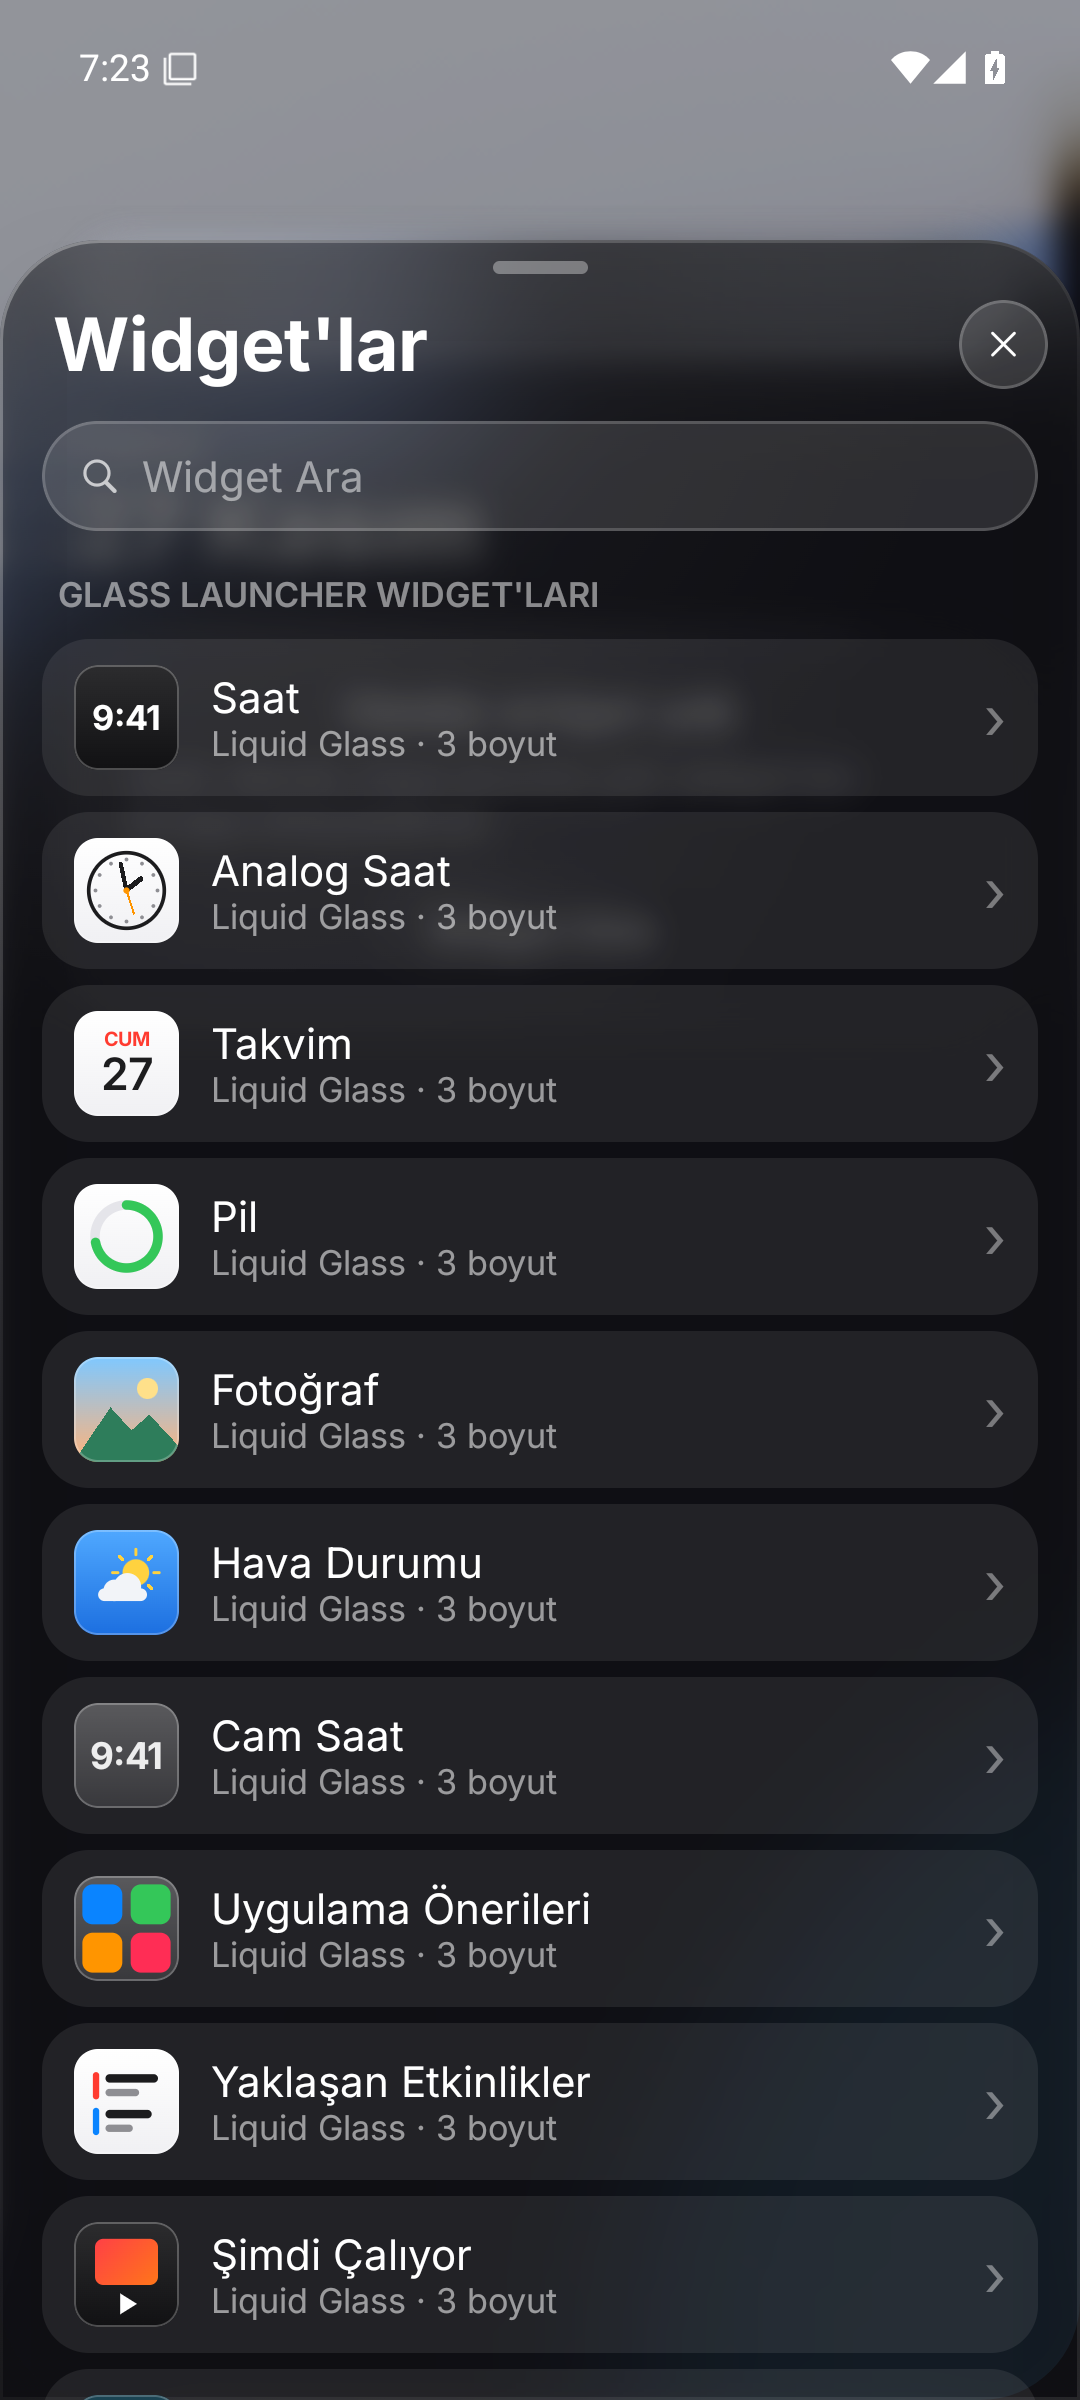 7:23
Widget'lar
Widget Ara
GLASS LAUNCHER WIDGET'LARI
9:41
Saat
Liquid Glass · 3 boyut
Analog Saat
Liquid Glass · 3 boyut
CUM
27
Takvim
Liquid Glass · 3 boyut
Pil
Liquid Glass · 3 boyut
Fotoğraf
Liquid Glass · 3 boyut
Hava Durumu
Liquid Glass · 3 boyut
9:41
Cam Saat
Liquid Glass · 3 boyut
Uygulama Önerileri
Liquid Glass · 3 boyut
Yaklaşan Etkinlikler
Liquid Glass · 3 boyut
Şimdi Çalıyor
Liquid Glass · 3 boyut